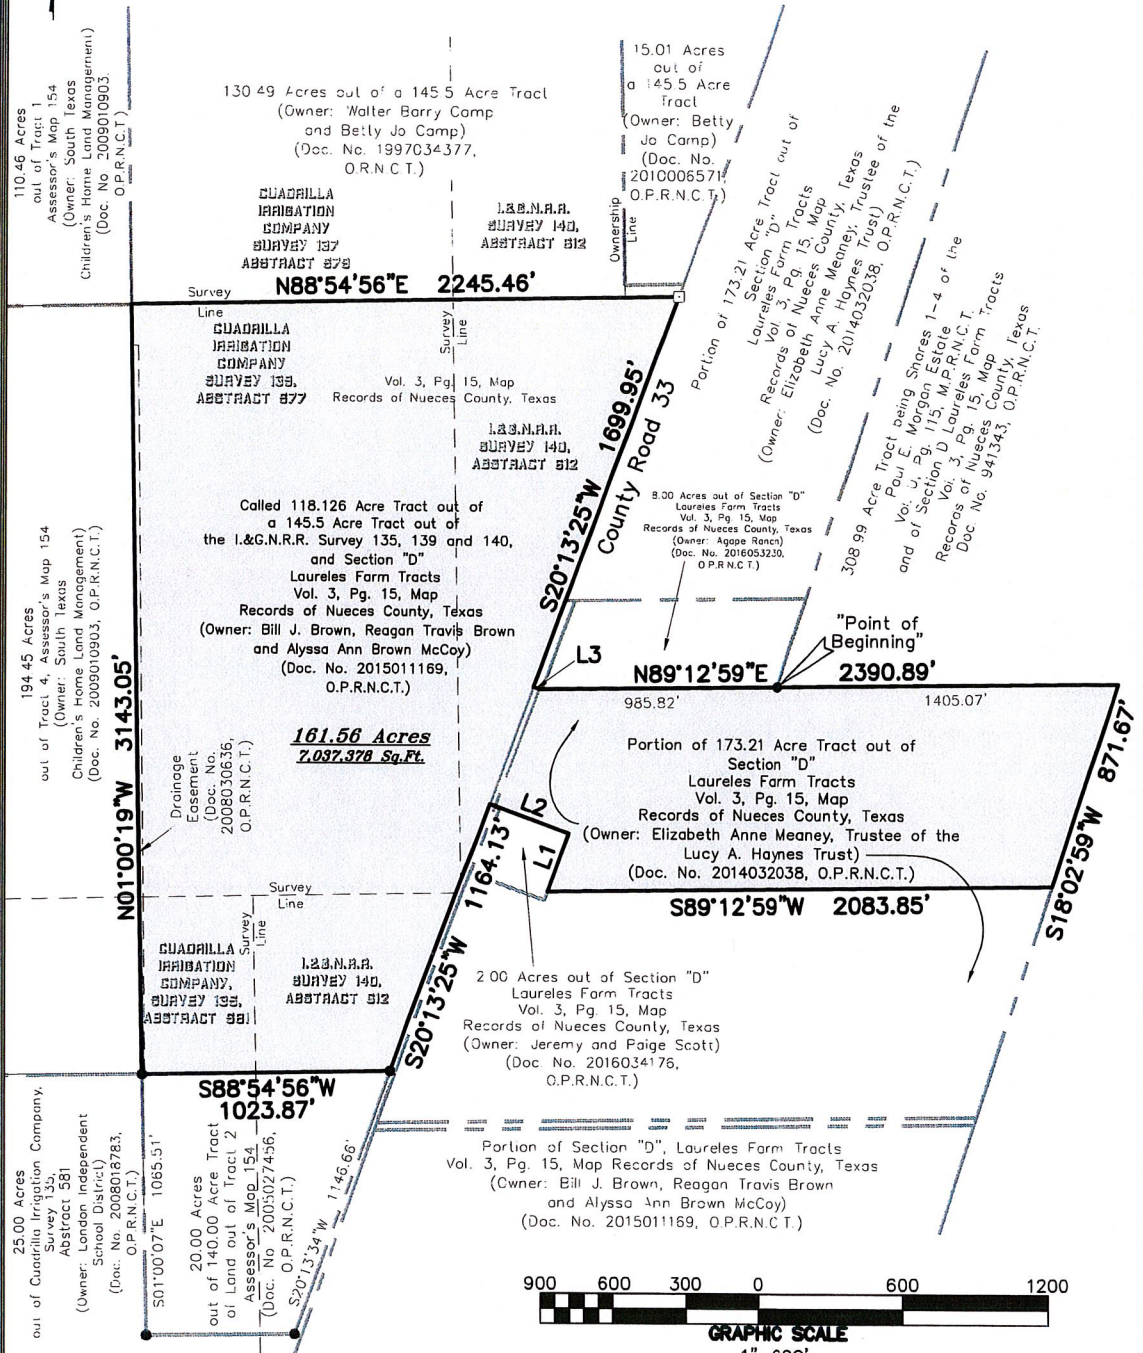 110.46 Acres
out of Tract 1
Assessor's Map 154
(Owner: South Texas
Children's Home Land Management)
(Doc. No. 2009010903.
O.P.R.N.C.T.)
130.49 Acres out of a 145.5 Acre Tract
(Owner: Walter Barry Camp
and Betty Jo Camp)
(Doc. No. 1997034377,
O.R.N.C.T.)
15.01 Acres
out of
a 145.5 Acre
Tract
(Owner: Betty
Jo Camp)
(Doc. No.
2010006571,
O.P.R.N.C.T.)
Ownership
Line
CUADRILLA
IRRIGATION
COMPANY
SURVEY 137
ABSTRACT 579
I.&G.N.R.R.
SURVEY 140,
ABSTRACT 612
Portion of 173.21 Acre Tract out of
Section "D"
Laureles Farm Tracts
Vol. 3, Pg. 15, Map
Records of Nueces County, Texas
(Owner: Elizabeth Anne Meaney, Trustee of the
Lucy A. Haynes Trust)
(Doc. No. 2014032038, O.P.R.N.C.T.)
308.99 Acre Tract being Shares 1-4 of the
Paul E. Morgan Estate
Pg. 115, M.P.R.N.C.T.
and of Section D Laureles Farm Tracts
Vol. 3, Pg. 15, Map
Records of Nueces County, Texas
Doc. No. 941343, O.P.R.N.C.T.
N88°54'56"E 2245.46'
Survey
Line
Survey
Line
CUADRILLA
IRRIGATION
COMPANY
SURVEY 139,
ABSTRACT 577
Vol. 3, Pg. 15, Map
Records of Nueces County, Texas
I.&G.N.R.R.
SURVEY 140,
ABSTRACT 612
S20°13'25"W 1699.95'
County Road 33
8.00 Acres out of Section "D"
Laureles Farm Tracts
Vol. 3, Pg. 15, Map
Records of Nueces County, Texas
(Owner: Agape Ranch)
(Doc. No. 2016053230,
O.P.R.N.C.T.)
Called 118.126 Acre Tract out of
a 145.5 Acre Tract out of
the I.&G.N.R.R. Survey 135, 139 and 140,
and Section "D"
Laureles Farm Tracts
Vol. 3, Pg. 15, Map
Records of Nueces County, Texas
(Owner: Bill J. Brown, Reagan Travis Brown
and Alyssa Ann Brown McCoy)
(Doc. No. 2015011169,
O.P.R.N.C.T.)
194.45 Acres
out of Tract 4, Assessor's Map 154
(Owner: South Texas
Children's Home Land Management)
(Doc. No. 2009010903, O.P.R.N.C.T.)
N01°00'19"W 3143.05'
161.56 Acres
7,037,378 Sq.Ft.
Drainage
Easement
(Doc. No.
2008030636,
O.P.R.N.C.T.)
"Point of
Beginning"
L3
N89°12'59"E 2390.89'
985.82'
1405.07'
Portion of 173.21 Acre Tract out of
Section "D"
Laureles Farm Tracts
Vol. 3, Pg. 15, Map
Records of Nueces County, Texas
(Owner: Elizabeth Anne Meaney, Trustee of the
Lucy A. Haynes Trust)
(Doc. No. 2014032038, O.P.R.N.C.T.)
S18°02'59"W 871.67'
L2
L1
S20°13'25"W 1164.13'
S89°12'59"W 2083.85'
Survey
Line
Survey
Line
CUADRILLA
IRRIGATION
COMPANY,
SURVEY 135,
ABSTRACT 581
I.&G.N.R.R.
SURVEY 140,
ABSTRACT 612
2.00 Acres out of Section "D"
Laureles Farm Tracts
Vol. 3, Pg. 15, Map
Records of Nueces County, Texas
(Owner: Jeremy and Paige Scott)
(Doc. No. 2016034176,
O.P.R.N.C.T.)
S88°54'56"W
1023.87'
25.00 Acres
out of Cuadrilla Irrigation Company,
Survey 135,
Abstract 581
(Owner: London Independent
School District)
(Doc. No. 2008018783,
O.P.R.N.C.T.)
S01°00'07"E 1065.51'
20.00 Acres
out of 140.00 Acre Tract
of Land out of Tract 2
Assessor's Map 154
(Doc. No 2005027456,
O.P.R.N.C.T.)
S20°13'34"W 1146.66'
Portion of Section "D", Laureles Farm Tracts
Vol. 3, Pg. 15, Map Records of Nueces County, Texas
(Owner: Bill J. Brown, Reagan Travis Brown
and Alyssa Ann Brown McCoy)
(Doc. No. 2015011169, O.P.R.N.C.T.)
900 600 300 0 600 1200
GRAPHIC SCALE